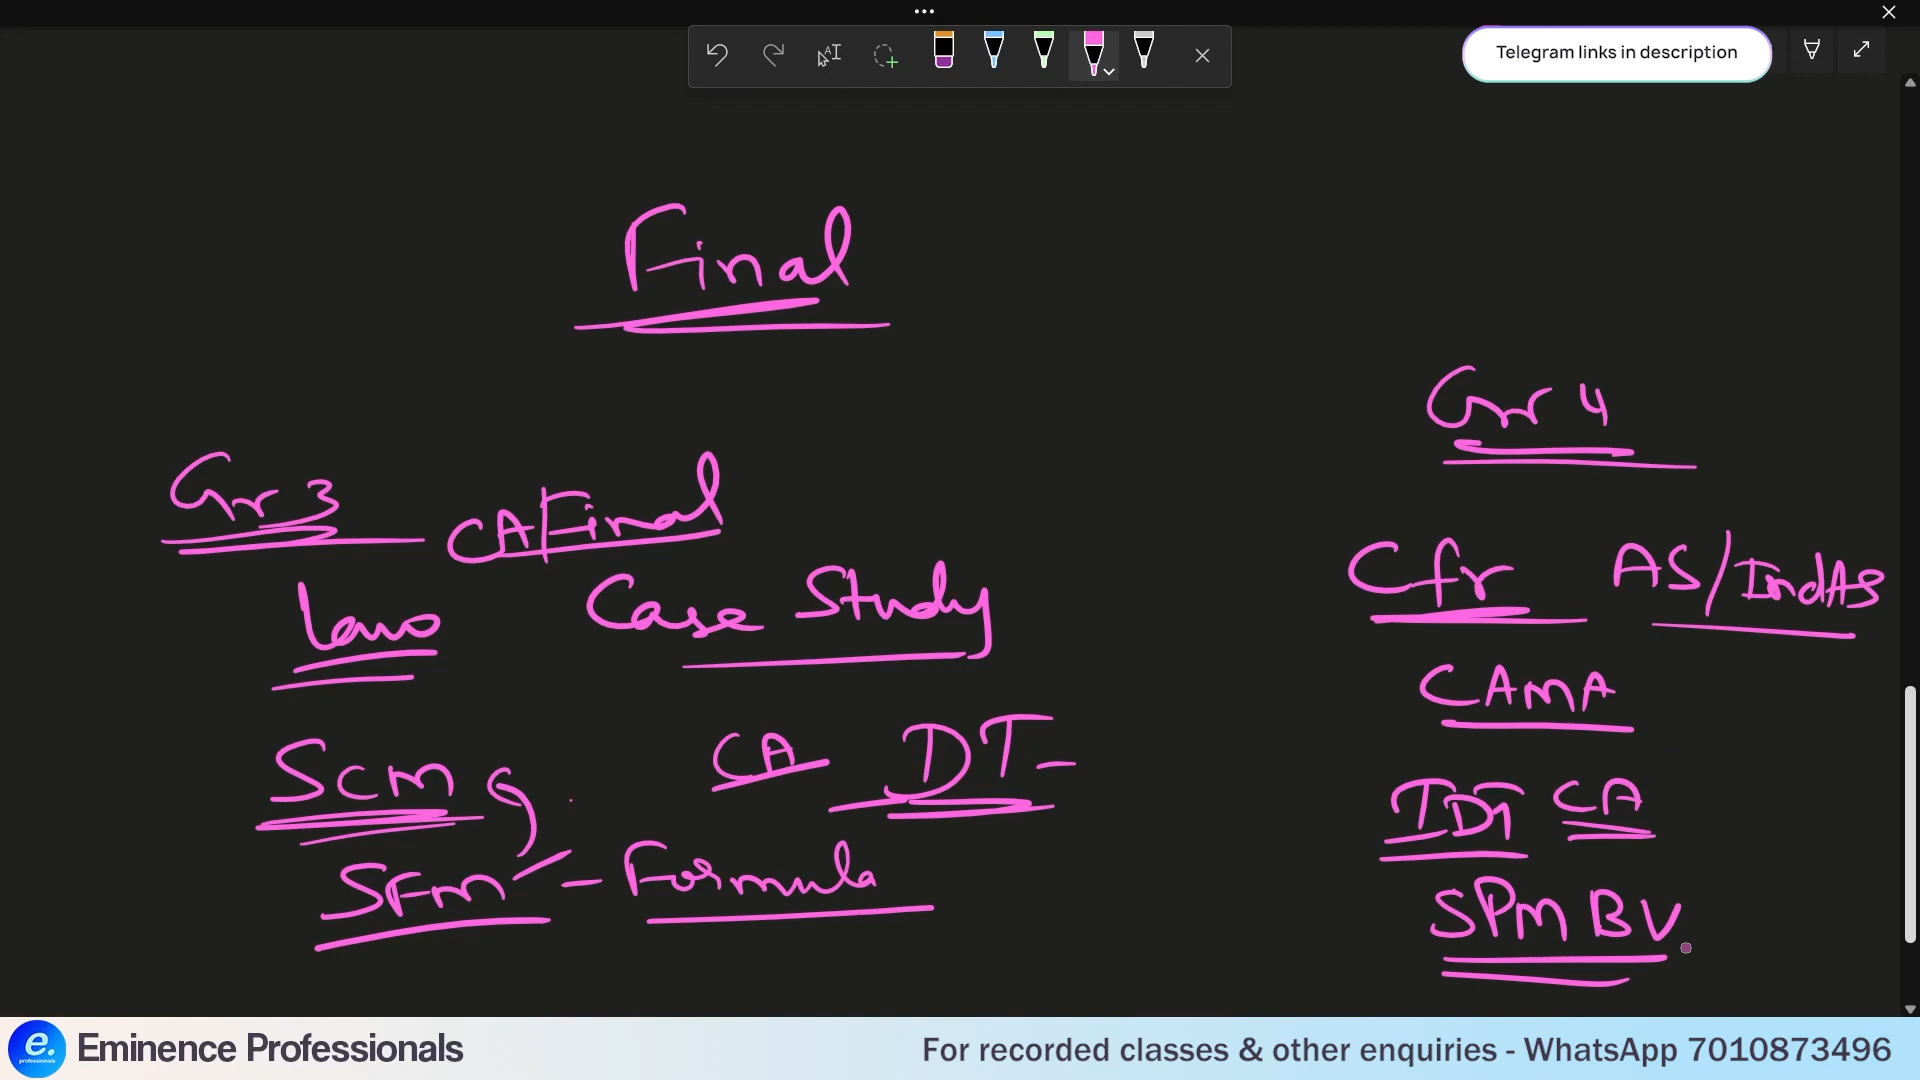 Telegram links in description
Final
Gr 3 CA Final
Law Case Study
Scm CA DT
SFm - Formula
Gr 4
Cfr AS/IndAS
CAmA
IDT CA
SPm BV
e. professionals Eminence Professionals
For recorded classes & other enquiries - WhatsApp 7010873496